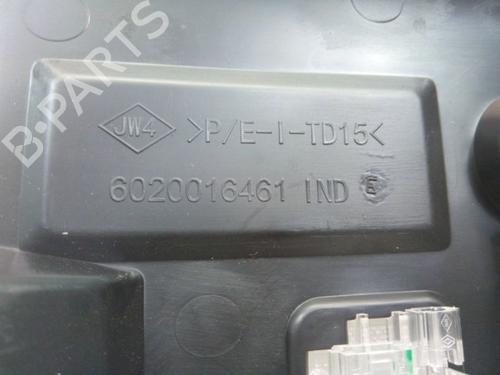 B-PARTS
JW4 >P/E-I-TD15<
6020016461 IND E